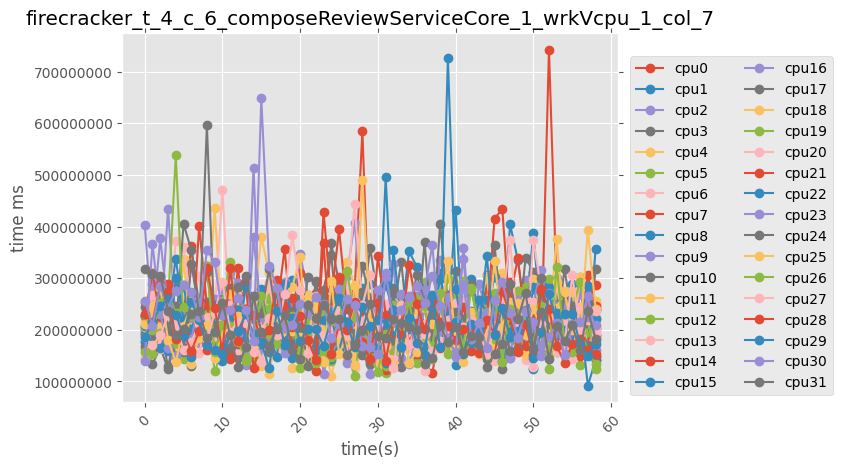 firecracker_t_4_c_6_composeReviewServiceCore_1_wrkVcpu_1_col_7
time ms
700000000
600000000
500000000
400000000
300000000
200000000
100000000
0
10
20
30
40
50
60
time(s)
cpu0
cpu1
cpu2
cpu3
cpu4
cpu5
cpu6
cpu7
cpu8
cpu9
cpu10
cpu11
cpu12
cpu13
cpu14
cpu15
cpu16
cpu17
cpu18
cpu19
cpu20
cpu21
cpu22
cpu23
cpu24
cpu25
cpu26
cpu27
cpu28
cpu29
cpu30
cpu31